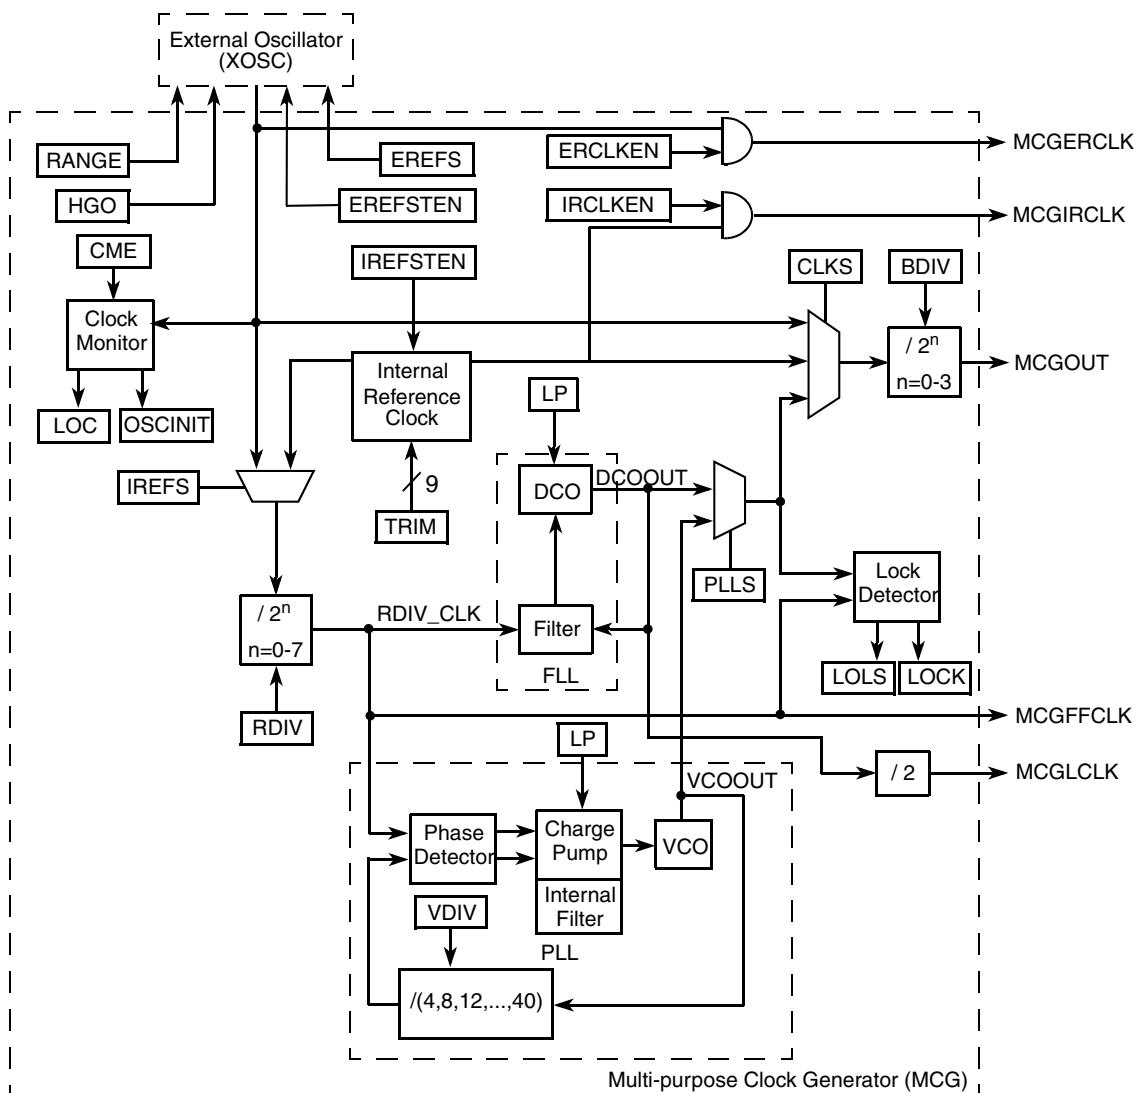 External Oscillator
(XOSC)
RANGE
HGO
EREFS
EREFSTEN
ERCLKEN
IRCLKEN
MCGERCLK
MCGIRCLK
CME
IREFSTEN
CLKS
BDIV
Clock
Monitor
/ 2ⁿ
n=0-3
MCGOUT
Internal
Reference
Clock
LP
LOC
OSCINIT
IREFS
9
TRIM
DCO
DCOOUT
PLLS
Lock
Detector
/ 2ⁿ
n=0-7
RDIV_CLK
Filter
FLL
LOLS
LOCK
RDIV
MCGFFCLK
LP
/ 2
MCGLCLK
VCOOUT
Phase
Detector
Charge
Pump
VCO
Internal
Filter
VDIV
PLL
/(4,8,12,...,40)
Multi-purpose Clock Generator (MCG)